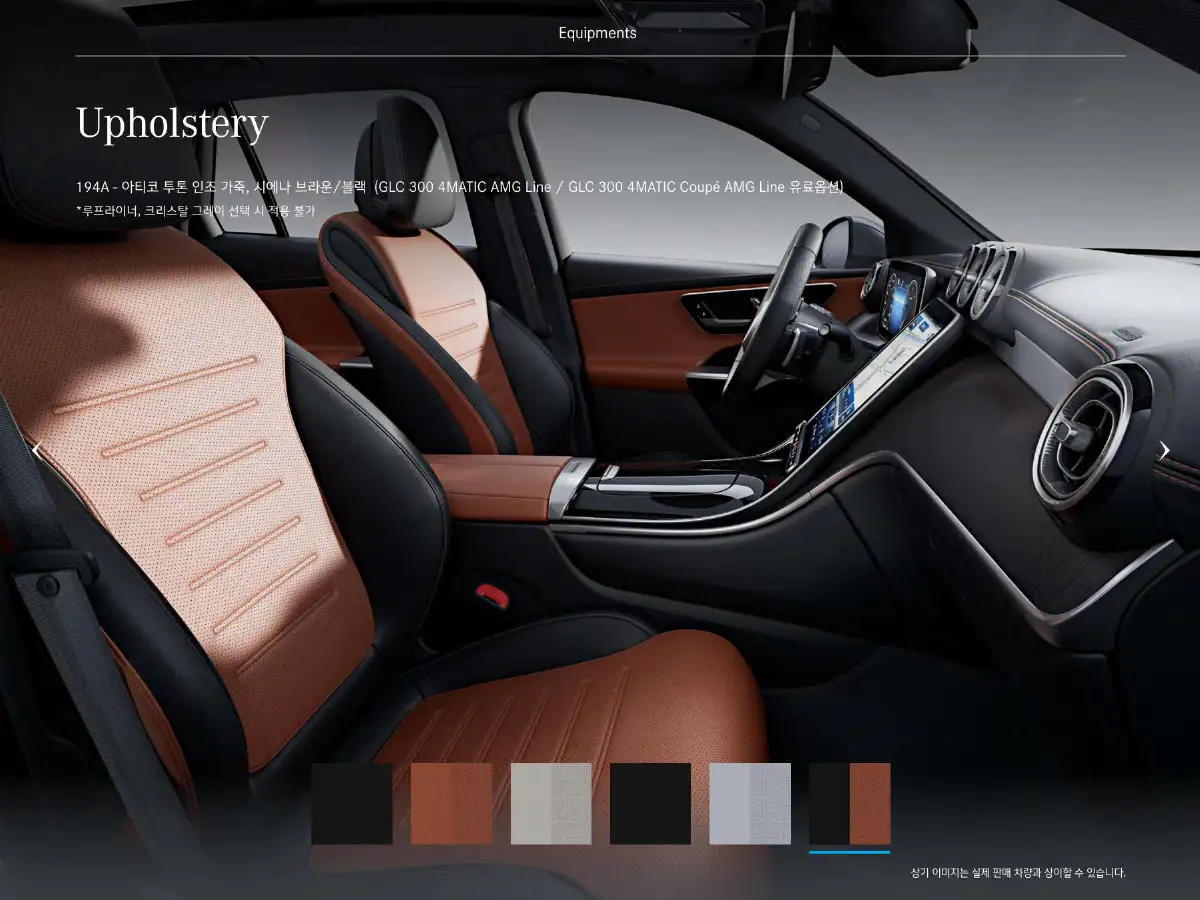 Equipments
Upholstery
194A - 아티코 투톤 인조 가죽, 시에나 브라운/블랙 (GLC 300 4MATIC AMG Line / GLC 300 4MATIC Coupé AMG Line 유료옵션)
*루프라이너, 크리스탈 그레이 선택 시 적용 불가
상기 이미지는 실제 판매 차량과 상이할 수 있습니다.